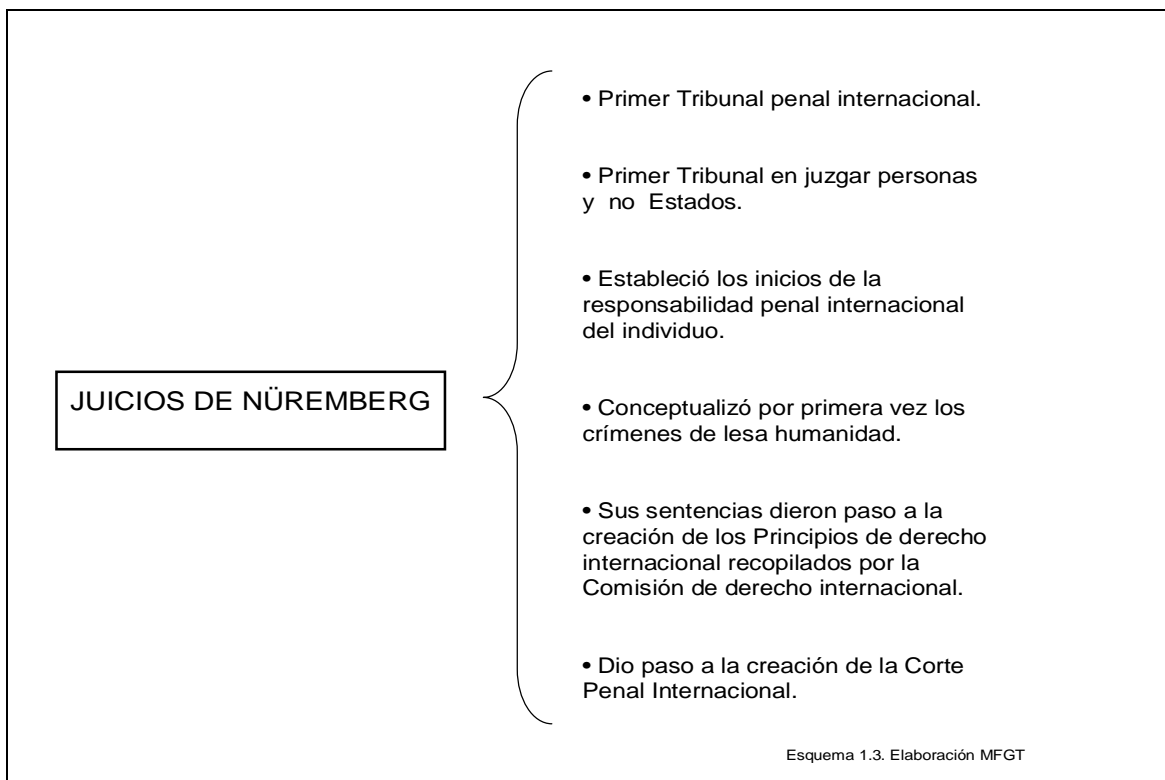 • Primer Tribunal penal internacional.
• Primer Tribunal en juzgar personas
y no Estados.
• Estableció los inicios de la
responsabilidad penal internacional
del individuo.
JUICIOS DE NÜREMBERG
• Conceptualizó por primera vez los
crímenes de lesa humanidad.
• Sus sentencias dieron paso a la
creación de los Principios de derecho
internacional recopilados por la
Comisión de derecho internacional.
• Dio paso a la creación de la Corte
Penal Internacional.
Esquema 1.3. Elaboración MFGT